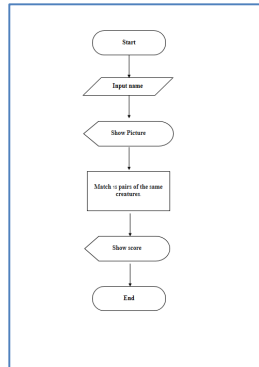 Start
Input name
Show Picture
Match pairs of the same
creatures
Show score
End